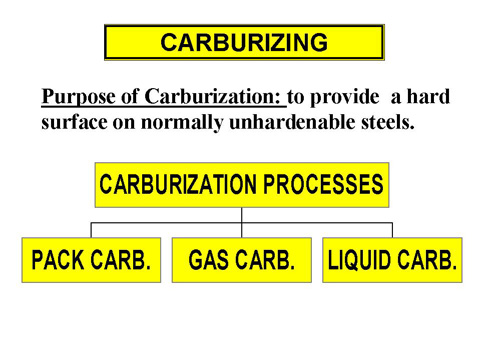 CARBURIZING
Purpose of Carburization: to provide a hard
surface on normally unhardenable steels.
CARBURIZATION PROCESSES
PACK CARB.
GAS CARB.
LIQUID CARB.